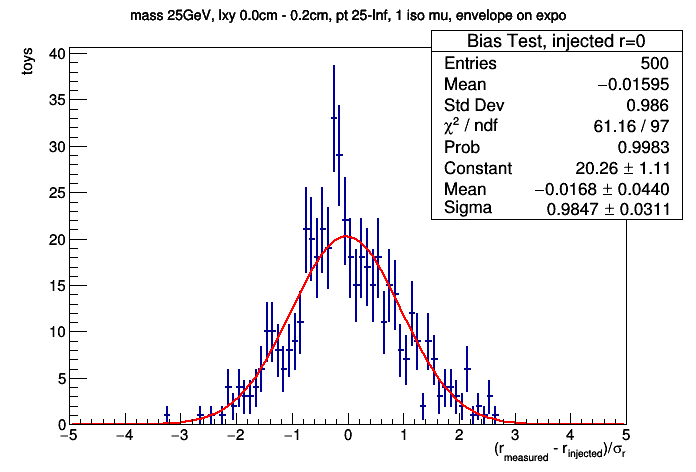 mass 25GeV, lxy 0.0cm - 0.2cm, pt 25-Inf, 1 iso mu, envelope on expo
toys
Bias Test, injected r=0
Entries 500
Mean −0.01595
Std Dev 0.986
χ² / ndf 61.16 / 97
Prob 0.9983
Constant 20.26 ± 1.11
Mean −0.0168 ± 0.0440
Sigma 0.9847 ± 0.0311
40
35
30
25
20
15
10
5
0
−5 −4 −3 −2 −1 0 1 2 3 4 5
(r_measured - r_injected)/σ_r